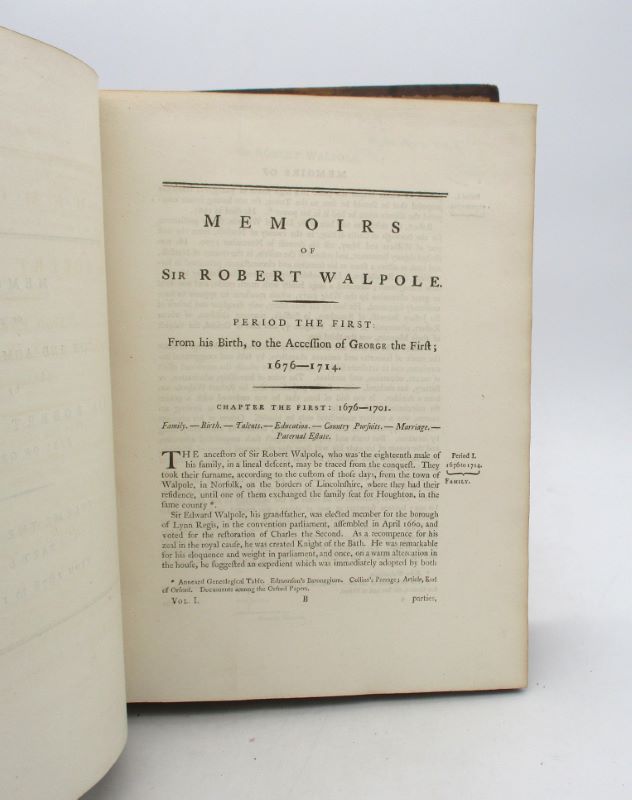 MEMOIRS
OF
SIR ROBERT WALPOLE.
PERIOD THE FIRST:
From his Birth, to the Acceſſion of GEORGE the Firſt;
1676—1714.
CHAPTER THE FIRST: 1676—1701.
Family.—Birth.—Talents.—Education.—Country Purſuits.—Marriage.—
Paternal Eſtate.
THE anceſtors of Sir Robert Walpole, who was the eighteenth male of
his family, in a lineal deſcent, may be traced from the conqueſt. They
took their ſurname, according to the cuſtom of thoſe days, from the town of
Walpole, in Norfolk, on the borders of Lincolnſhire, where they had their
reſidence, until one of them exchanged the family ſeat for Houghton, in the
ſame county *.
Period I.
1676 to 1714.
FAMILY.
Sir Edward Walpole, his grandfather, was elected member for the borough
of Lynn Regis, in the convention parliament, aſſembled in April 1660, and
voted for the reſtoration of Charles the Second. As a recompence for his
zeal in the royal cauſe, he was created Knight of the Bath. He was remarkable
for his eloquence and weight in parliament, and once, on a warm altercation in
the houſe, he ſuggeſted an expedient which was immediately adopted by both
* Annexed Genealogical Table. Edmonſon's Baronagium. Collins's Peerage; Article, Earl
of Orford. Documents among the Orford Papers.
VOL. I. B parties,